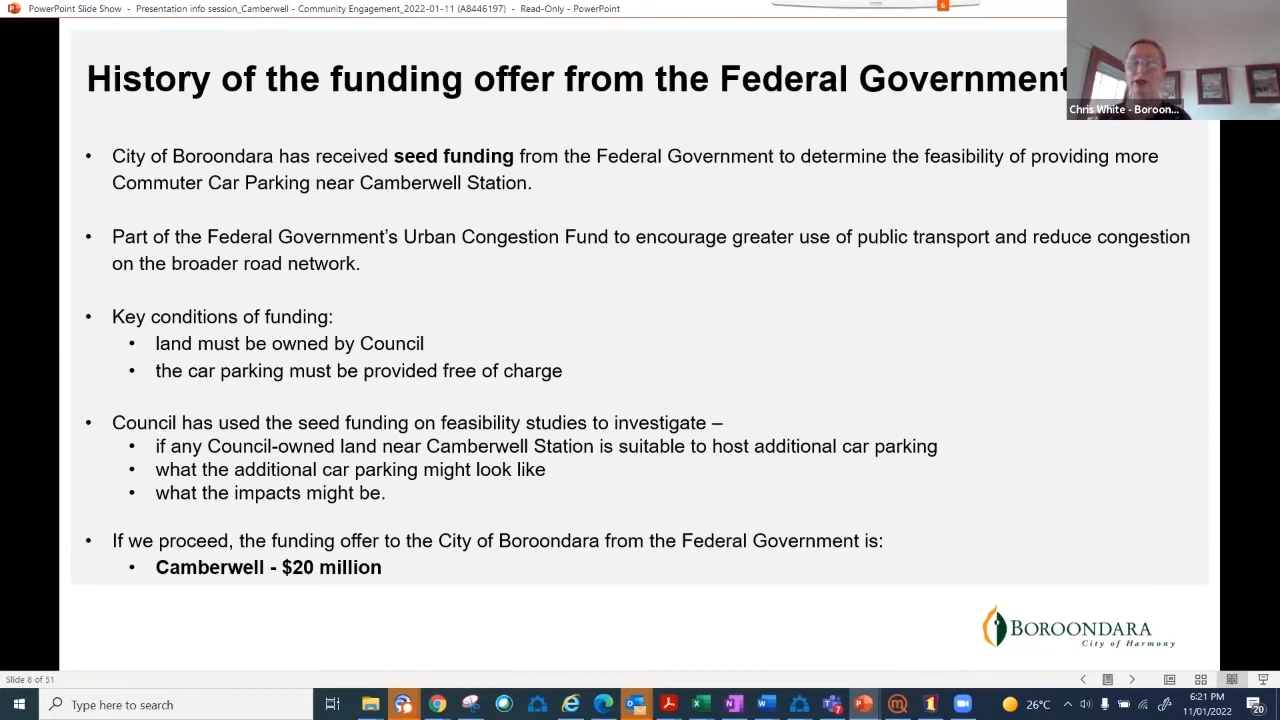 PowerPoint Slide Show - Presentation info session_Camberwell - Community Engagement_2022-01-11 (A8446197) - Read-Only - PowerPoint
6
History of the funding offer from the Federal Government
Chris White - Boroon...
• City of Boroondara has received seed funding from the Federal Government to determine the feasibility of providing more
Commuter Car Parking near Camberwell Station.
• Part of the Federal Government's Urban Congestion Fund to encourage greater use of public transport and reduce congestion
on the broader road network.
• Key conditions of funding:
• land must be owned by Council
• the car parking must be provided free of charge
• Council has used the seed funding on feasibility studies to investigate –
• if any Council-owned land near Camberwell Station is suitable to host additional car parking
• what the additional car parking might look like
• what the impacts might be.
• If we proceed, the funding offer to the City of Boroondara from the Federal Government is:
• Camberwell - $20 million
BOROONDARA
City of Harmony
Slide 8 of 51
Type here to search
26°C
6:21 PM
11/01/2022
20